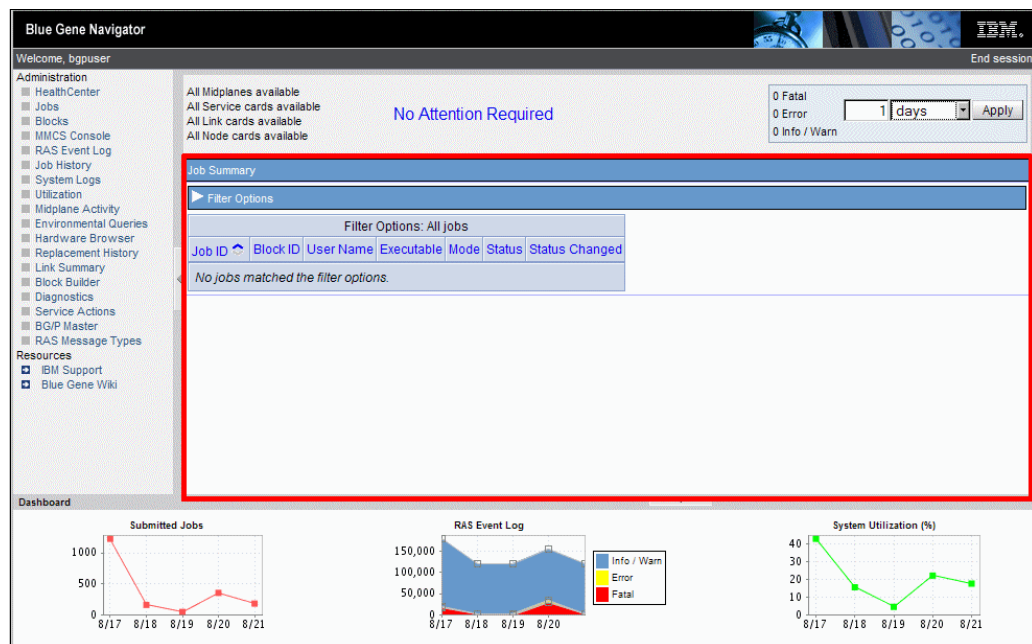 Blue Gene Navigator
IBM.
Welcome, bgpuser
End session
Administration
HealthCenter
Jobs
Blocks
MMCS Console
RAS Event Log
Job History
System Logs
Utilization
Midplane Activity
Environmental Queries
Hardware Browser
Replacement History
Link Summary
Block Builder
Diagnostics
Service Actions
BG/P Master
RAS Message Types
Resources
IBM Support
Blue Gene Wiki
All Midplanes available
All Service cards available
All Link cards available
All Node cards available
No Attention Required
0 Fatal
0 Error
0 Info / Warn
1 days Apply
Job Summary
Filter Options
Filter Options: All jobs
Job ID Block ID User Name Executable Mode Status Status Changed
No jobs matched the filter options.
Dashboard
Submitted Jobs
1000
500
0
8/17 8/18 8/19 8/20 8/21
RAS Event Log
150,000
100,000
50,000
0
8/17 8/18 8/19 8/20
Info / Warn
Error
Fatal
System Utilization (%)
40
30
20
10
0
8/17 8/18 8/19 8/20 8/21